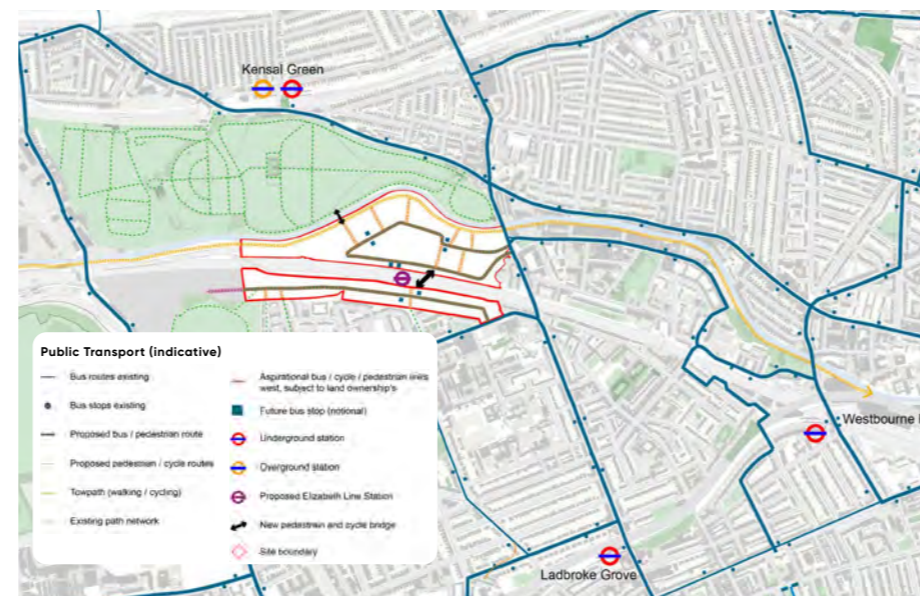 Kensal Green
Public Transport (indicative)
Bus routes existing
Bus stops existing
Proposed bus / pedestrian route
Proposed pedestrian / cycle routes
Towpath (walking / cycling)
Existing path network
Aspirational bus / cycle / pedestrian links
west, subject to land ownership's
Future bus stop (notional)
Underground station
Overground station
Proposed Elizabeth Line Station
New pedestrain and cycle bridge
Site boundary
Westbourne
Ladbroke Grove